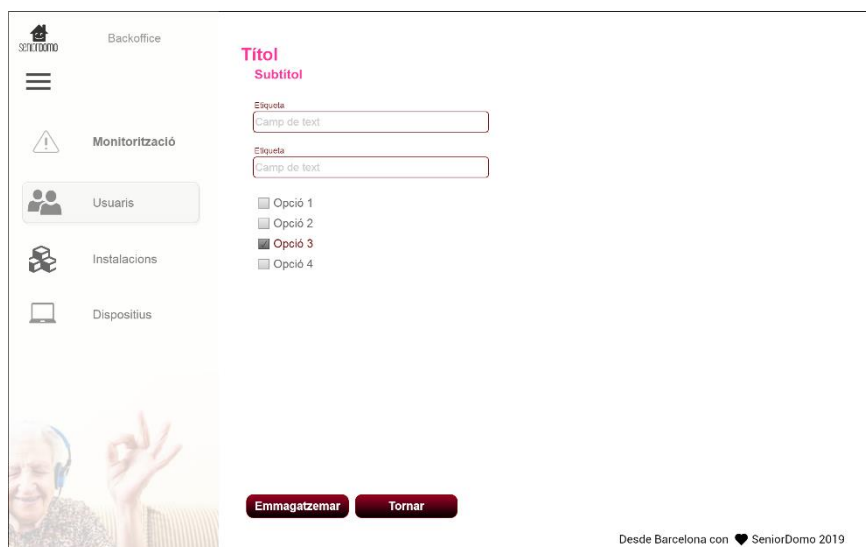 SENIORDOMO
Backoffice
Monitorització
Usuaris
Instalacions
Dispositius
Títol
Subtítol
Etiqueta
Camp de text
Etiqueta
Camp de text
Opció 1
Opció 2
Opció 3
Opció 4
Emmagatzemar
Tornar
Desde Barcelona con ♥ SeniorDomo 2019